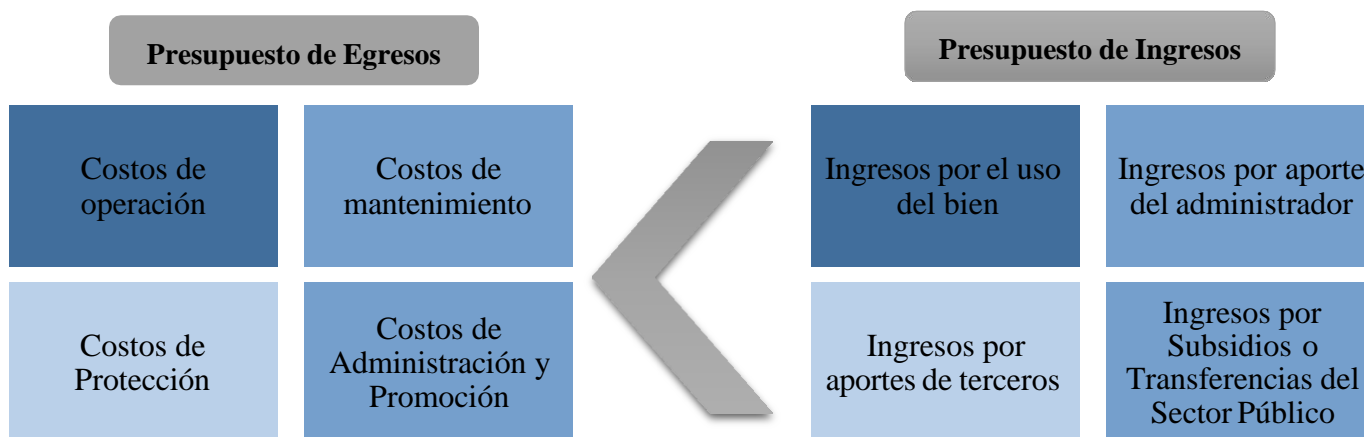 Presupuesto de Egresos
Costos de
operación
Costos de
mantenimiento
Costos de
Protección
Costos de
Administración y
Promoción
Presupuesto de Ingresos
Ingresos por el uso
del bien
Ingresos por aporte
del administrador
Ingresos por
aportes de terceros
Ingresos por
Subsidios o
Transferencias del
Sector Público